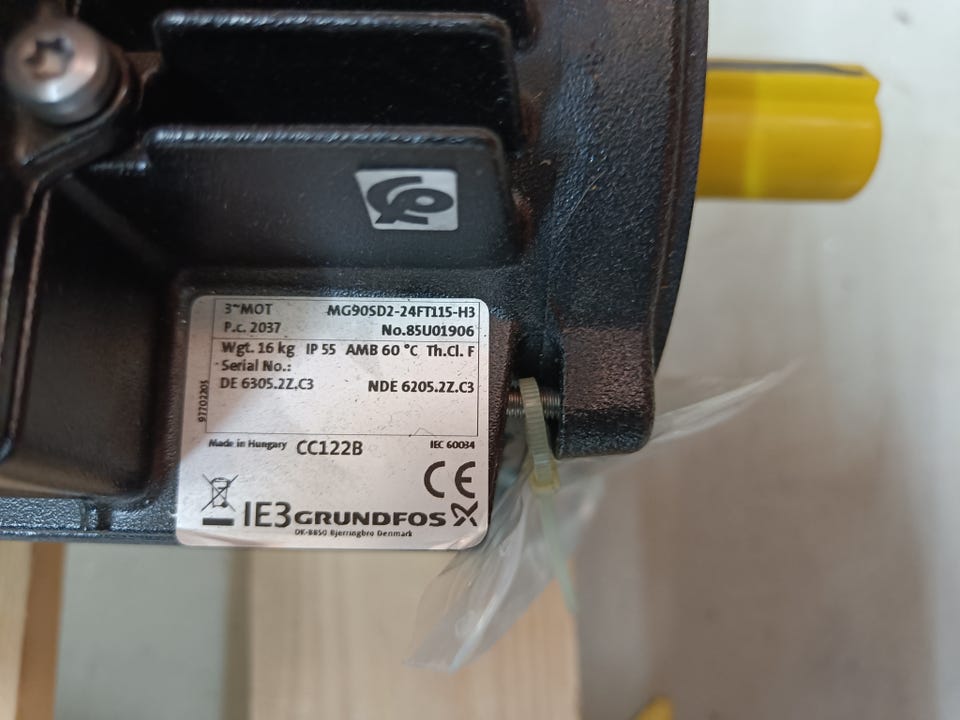 3~MOT MG90SD2-24FT115-H3
P.c. 2037 No.85U01906
Wgt. 16 kg IP 55 AMB 60 °C Th.Cl. F
Serial No.:
DE 6305.2Z.C3 NDE 6205.2Z.C3
97702205
Made in Hungary CC122B IEC 60034
CE
IE3 GRUNDFOS
DK-8850 Bjerringbro Denmark